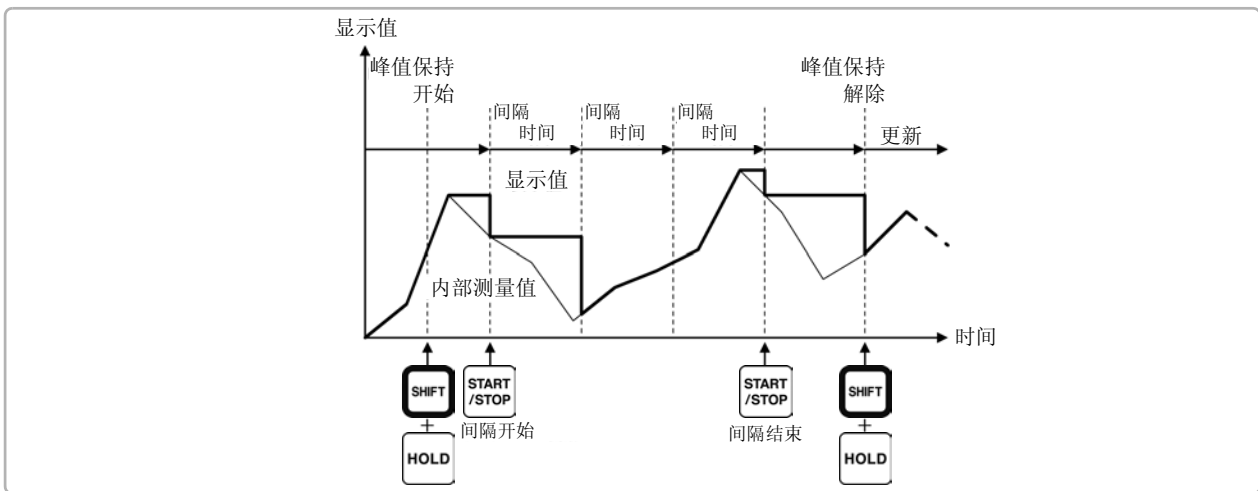 显示值
峰值保持
开始
峰值保持
解除
间隔
时间
间隔
时间
间隔
时间
更新
显示值
内部测量值
时间
SHIFT
+
HOLD
START
/STOP
间隔开始
START
/STOP
间隔结束
SHIFT
+
HOLD